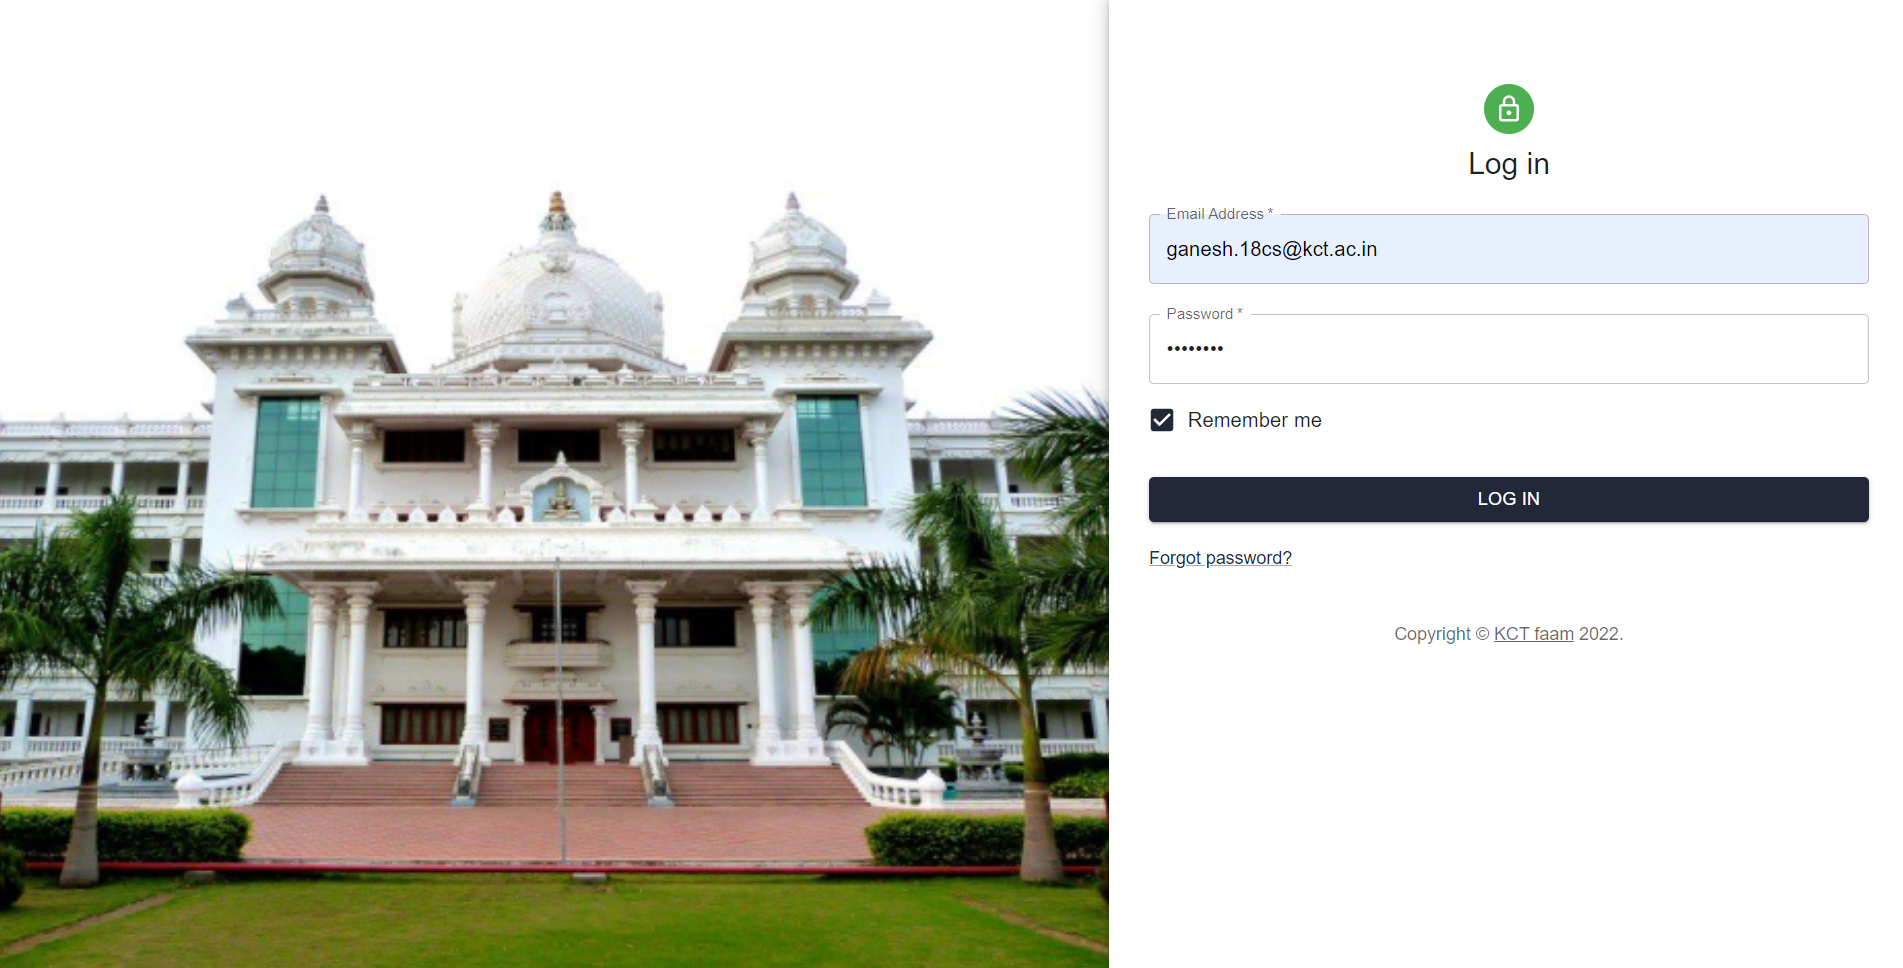 Log in
Email Address *
ganesh.18cs@kct.ac.in
Password *
••••••••
Remember me
LOG IN
Forgot password?
Copyright © KCT faam 2022.